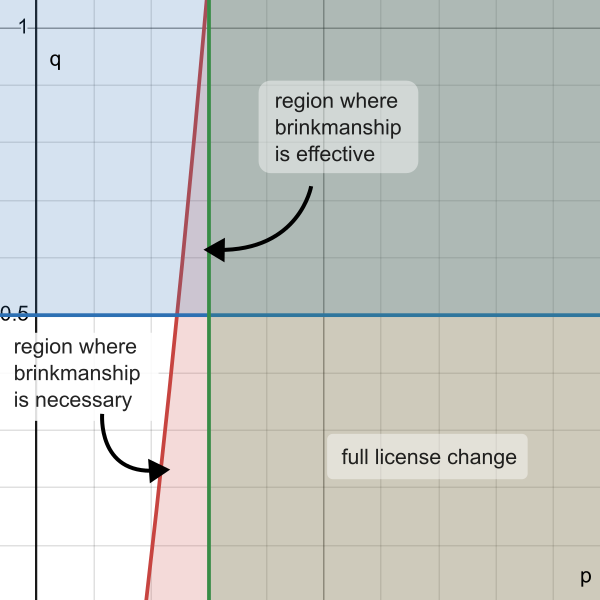 1
q
region where
brinkmanship
is effective
0.5
region where
brinkmanship
is necessary
full license change
p